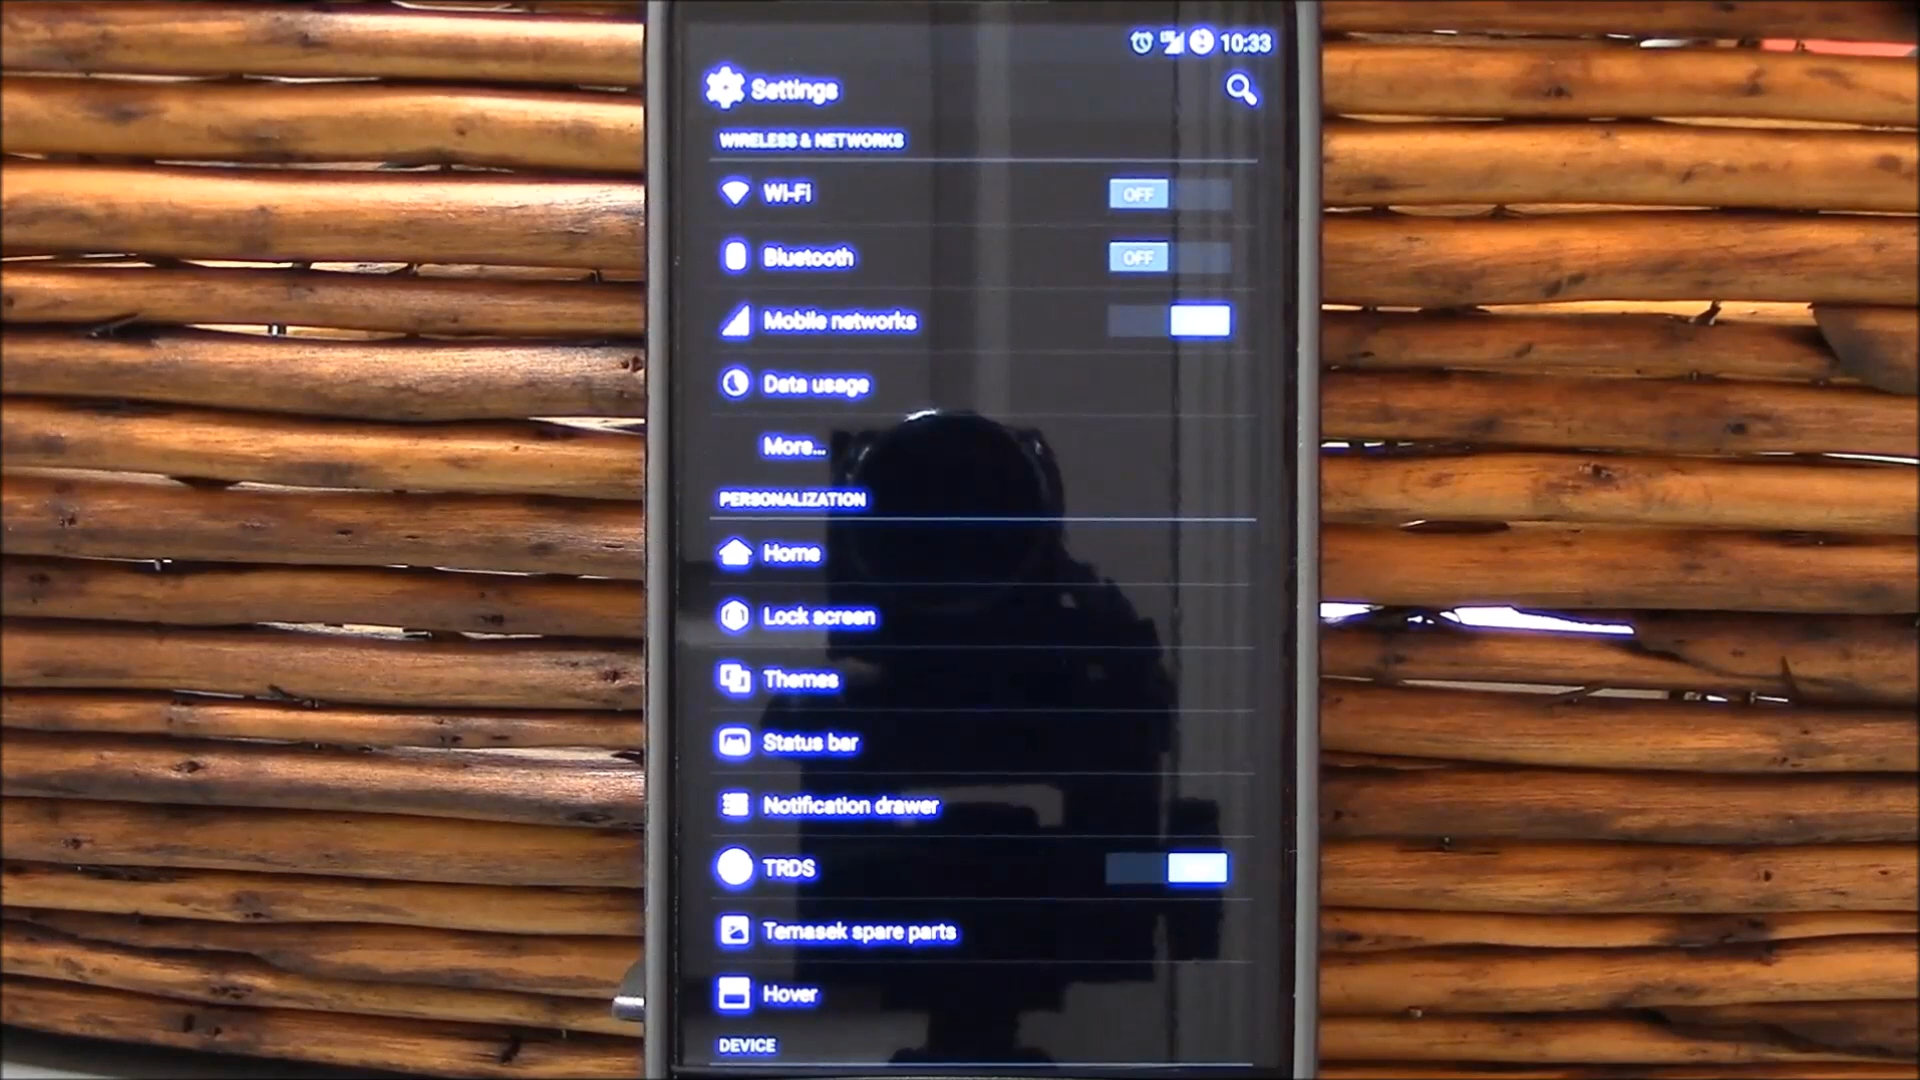 10:33
Settings
WIRELESS & NETWORKS
Wi-Fi OFF
Bluetooth OFF
Mobile networks
Data usage
More...
PERSONALIZATION
Home
Lock screen
Themes
Status bar
Notification drawer
TRDS
Temasek spare parts
Hover
DEVICE